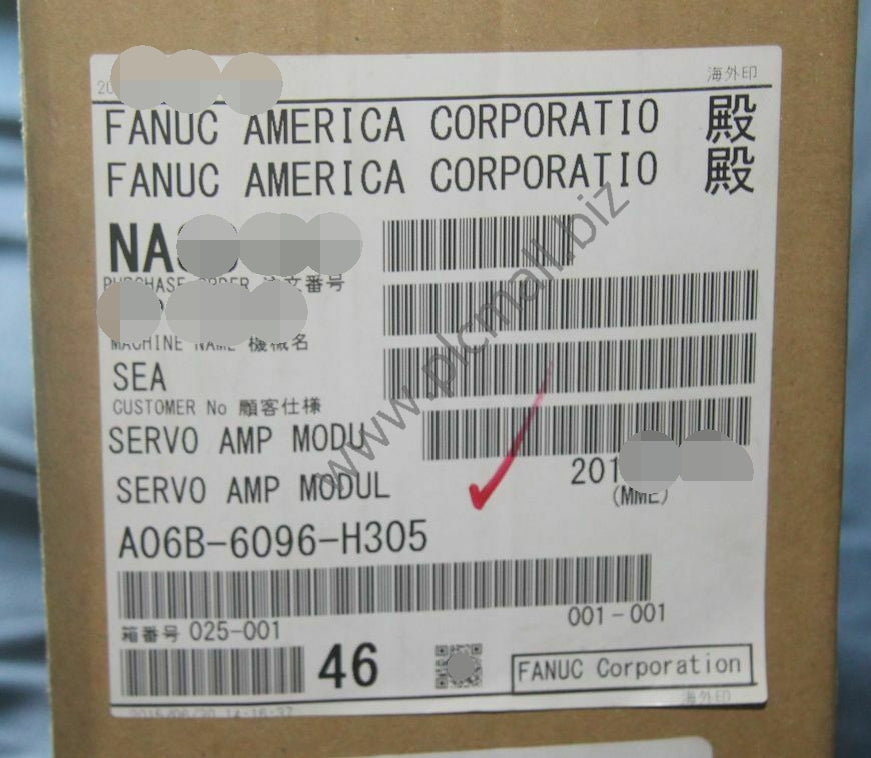 海外印
FANUC AMERICA CORPORATIO 殿
FANUC AMERICA CORPORATIO 殿
NA
PURCHASE ORDER 注文番号
MACHINE NAME 機械名
SEA
CUSTOMER No 顧客仕様
SERVO AMP MODU
SERVO AMP MODUL
201
(MME)
A06B-6096-H305
001-001
箱番号 025-001
46
FANUC Corporation
海外印
www.plcmall.biz